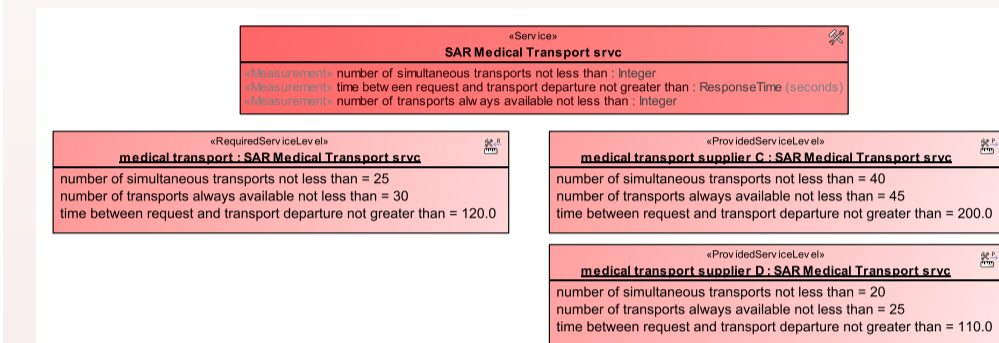 «Service»
SAR Medical Transport srvc
«Measurement» number of simultaneous transports not less than : Integer
«Measurement» time between request and transport departure not greater than : ResponseTime (seconds)
«Measurement» number of transports always available not less than : Integer
«RequiredServiceLevel»
medical transport : SAR Medical Transport srvc
number of simultaneous transports not less than = 25
number of transports always available not less than = 30
time between request and transport departure not greater than = 120.0
«ProvidedServiceLevel»
medical transport supplier C : SAR Medical Transport srvc
number of simultaneous transports not less than = 40
number of transports always available not less than = 45
time between request and transport departure not greater than = 200.0
«ProvidedServiceLevel»
medical transport supplier D : SAR Medical Transport srvc
number of simultaneous transports not less than = 20
number of transports always available not less than = 25
time between request and transport departure not greater than = 110.0